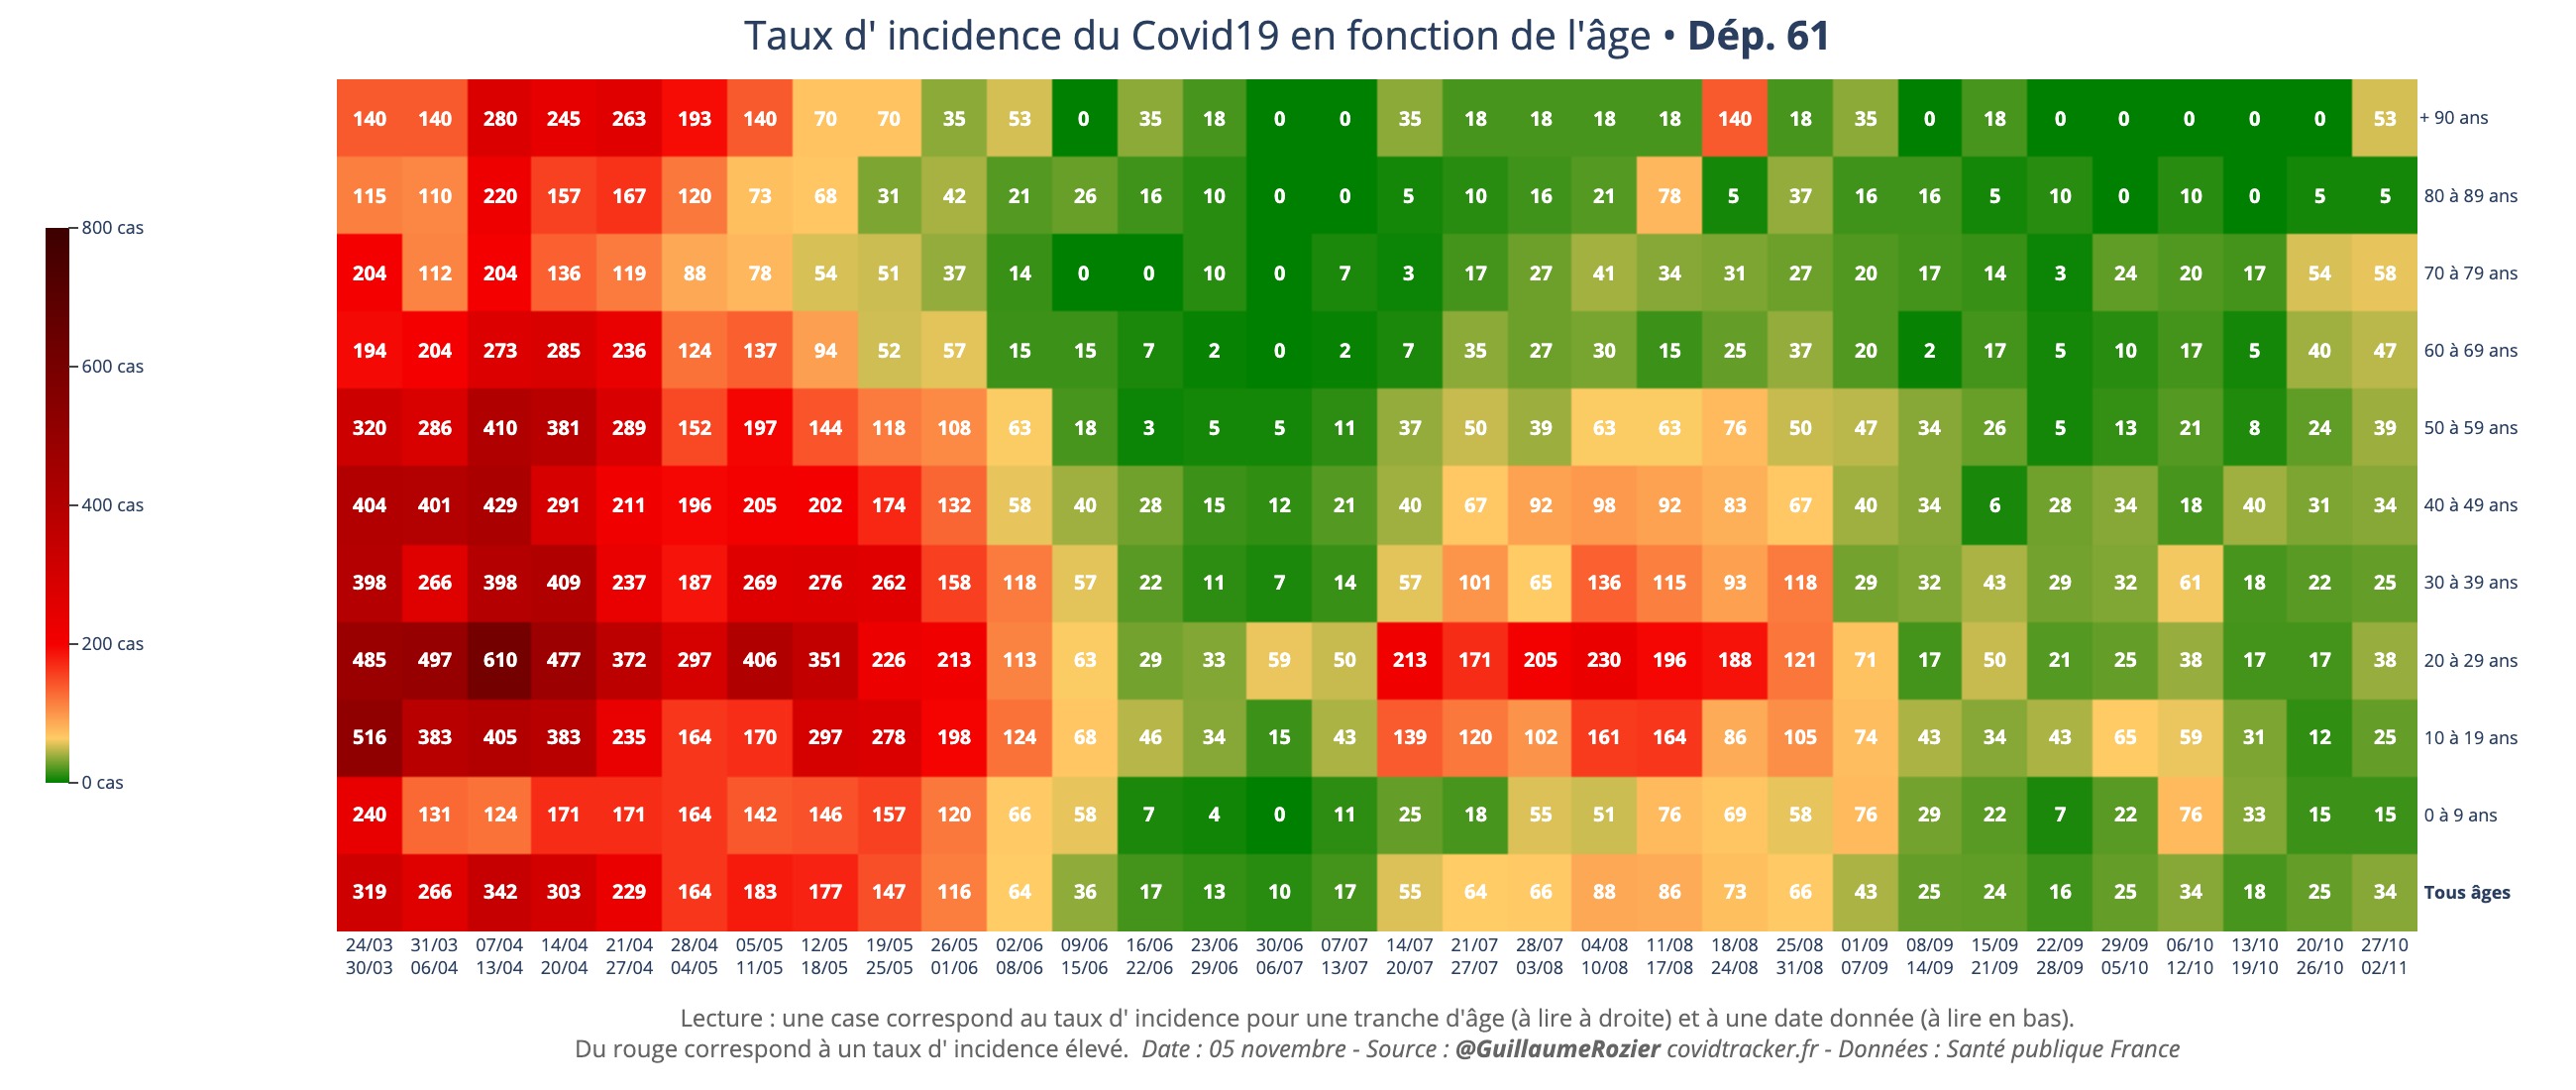 Taux d' incidence du Covid19 en fonction de l'âge • Dép. 61
800 cas
600 cas
400 cas
200 cas
0 cas
140 140 280 245 263 193 140 70 70 35 53 0 35 18 0 0 35 18 18 18 18 140 18 35 0 18 0 0 0 0 0 53 + 90 ans
115 110 220 157 167 120 73 68 31 42 21 26 16 10 0 0 5 10 16 21 78 5 37 16 16 5 10 0 10 0 5 5 80 à 89 ans
204 112 204 136 119 88 78 54 51 37 14 0 0 10 0 7 3 17 27 41 34 31 27 20 17 14 3 24 20 17 54 58 70 à 79 ans
194 204 273 285 236 124 137 94 52 57 15 15 7 2 0 2 7 35 27 30 15 25 37 20 2 17 5 10 17 5 40 47 60 à 69 ans
320 286 410 381 289 152 197 144 118 108 63 18 3 5 5 11 37 50 39 63 63 76 50 47 34 26 5 13 21 8 24 39 50 à 59 ans
404 401 429 291 211 196 205 202 174 132 58 40 28 15 12 21 40 67 92 98 92 83 67 40 34 6 28 34 18 40 31 34 40 à 49 ans
398 266 398 409 237 187 269 276 262 158 118 57 22 11 7 14 57 101 65 136 115 93 118 29 32 43 29 32 61 18 22 25 30 à 39 ans
485 497 610 477 372 297 406 351 226 213 113 63 29 33 59 50 213 171 205 230 196 188 121 71 17 50 21 25 38 17 17 38 20 à 29 ans
516 383 405 383 235 164 170 297 278 198 124 68 46 34 15 43 139 120 102 161 164 86 105 74 43 34 43 65 59 31 12 25 10 à 19 ans
240 131 124 171 171 164 142 146 157 120 66 58 7 4 0 11 25 18 55 51 76 69 58 76 29 22 7 22 76 33 15 15 0 à 9 ans
319 266 342 303 229 164 183 177 147 116 64 36 17 13 10 17 55 64 66 88 86 73 66 43 25 24 16 25 34 18 25 34 Tous âges
24/03 31/03 07/04 14/04 21/04 28/04 05/05 12/05 19/05 26/05 02/06 09/06 16/06 23/06 30/06 07/07 14/07 21/07 28/07 04/08 11/08 18/08 25/08 01/09 08/09 15/09 22/09 29/09 06/10 13/10 20/10 27/10
30/03 06/04 13/04 20/04 27/04 04/05 11/05 18/05 25/05 01/06 08/06 15/06 22/06 29/06 06/07 13/07 20/07 27/07 03/08 10/08 17/08 24/08 31/08 07/09 14/09 21/09 28/09 05/10 12/10 19/10 26/10 02/11
Lecture : une case correspond au taux d' incidence pour une tranche d'âge (à lire à droite) et à une date donnée (à lire en bas).
Du rouge correspond à un taux d' incidence élevé. Date : 05 novembre - Source : @GuillaumeRozier covidtracker.fr - Données : Santé publique France